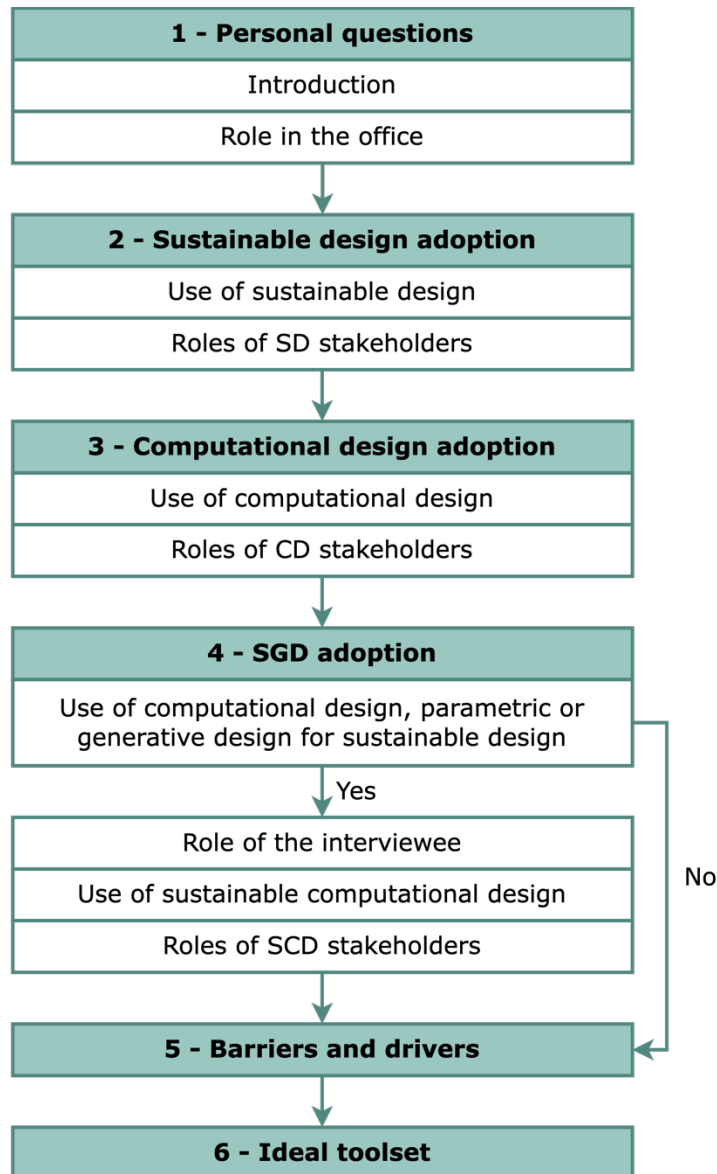 1 - Personal questions
Introduction
Role in the office
2 - Sustainable design adoption
Use of sustainable design
Roles of SD stakeholders
3 - Computational design adoption
Use of computational design
Roles of CD stakeholders
4 - SGD adoption
Use of computational design, parametric or
generative design for sustainable design
Yes
Role of the interviewee
Use of sustainable computational design
Roles of SCD stakeholders
No
5 - Barriers and drivers
6 - Ideal toolset